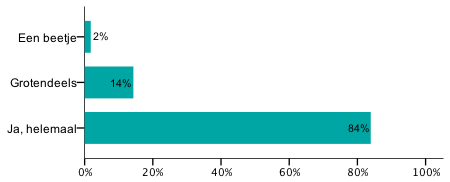 Een beetje 2%
Grotendeels 14%
Ja, helemaal 84%
0% 20% 40% 60% 80% 100%